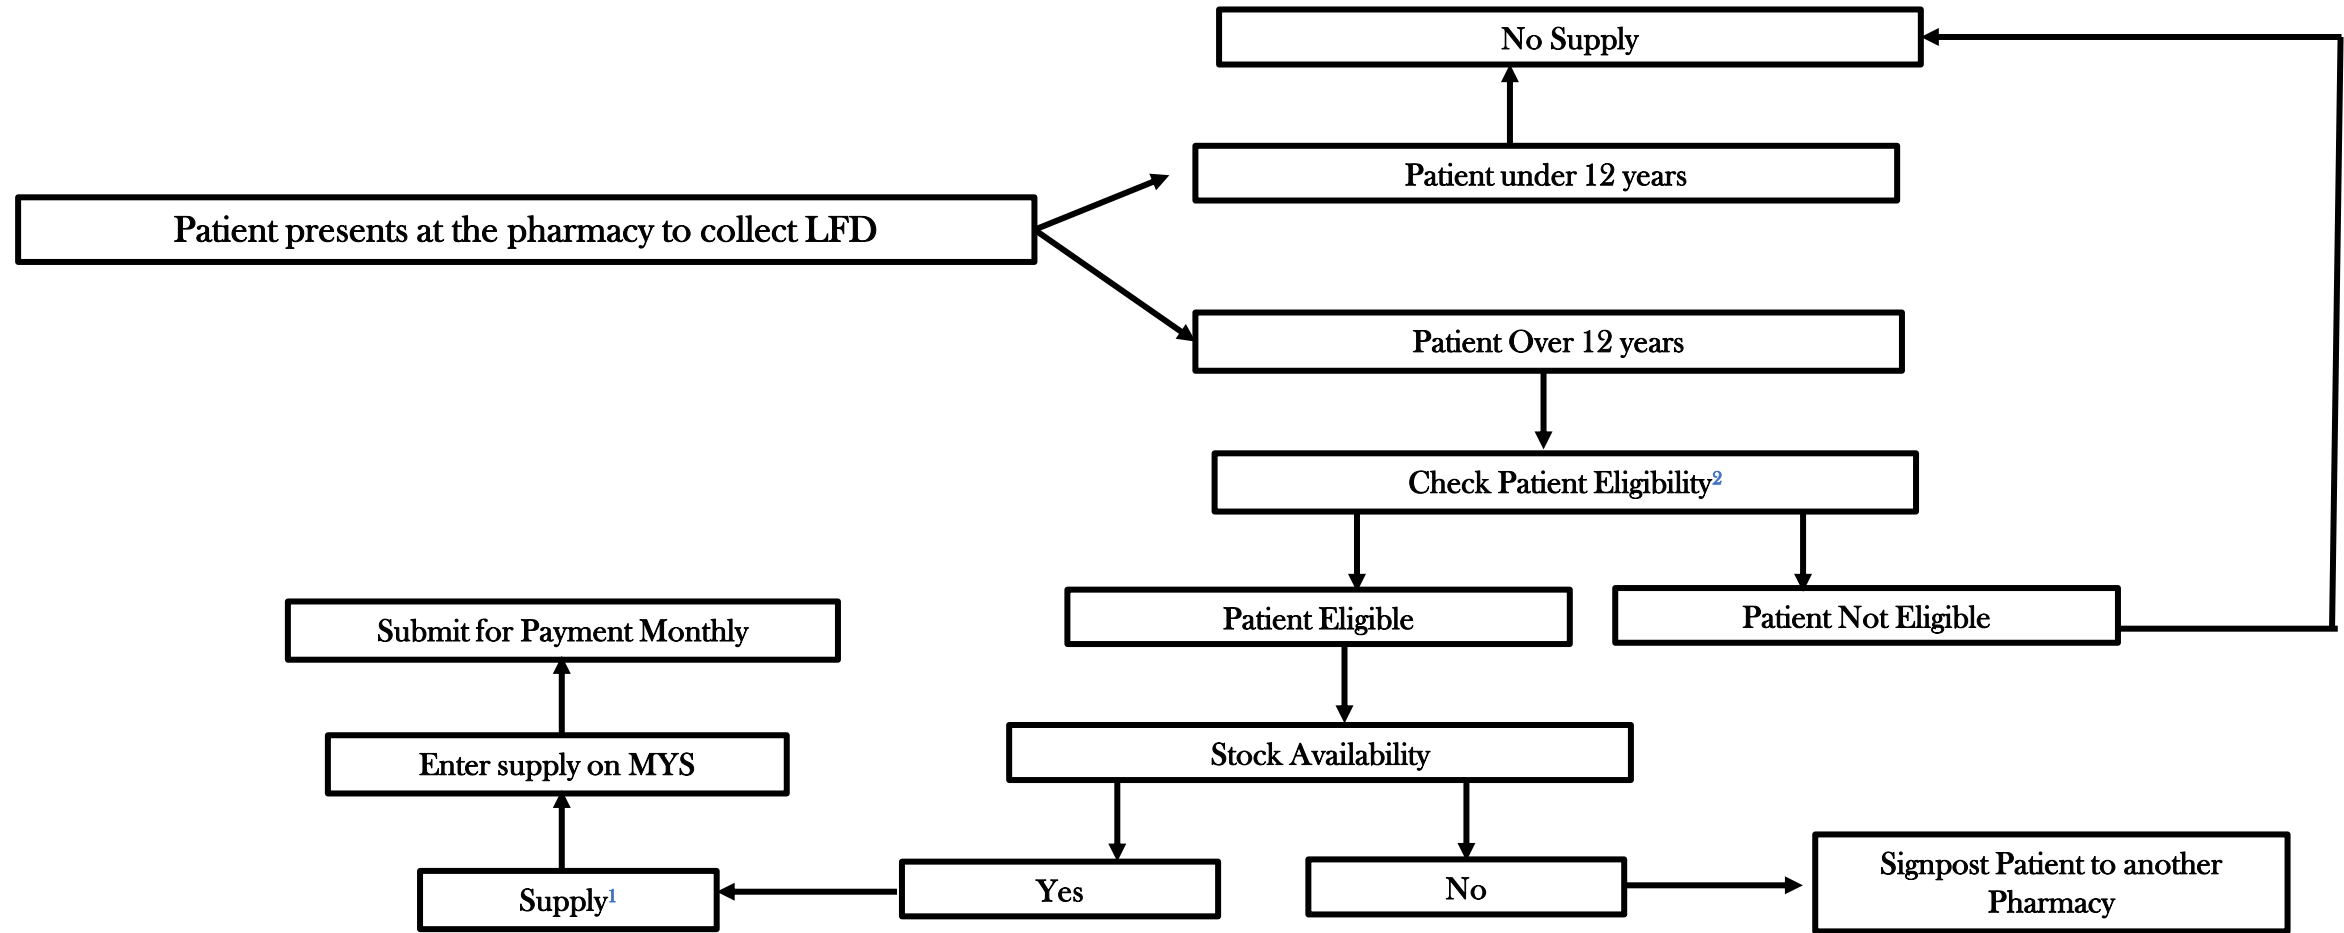 No Supply
Patient under 12 years
Patient presents at the pharmacy to collect LFD
Patient Over 12 years
Check Patient Eligibility2
Patient Eligible
Patient Not Eligible
Submit for Payment Monthly
Enter supply on MYS
Stock Availability
Supply1
Yes
No
Signpost Patient to another
Pharmacy